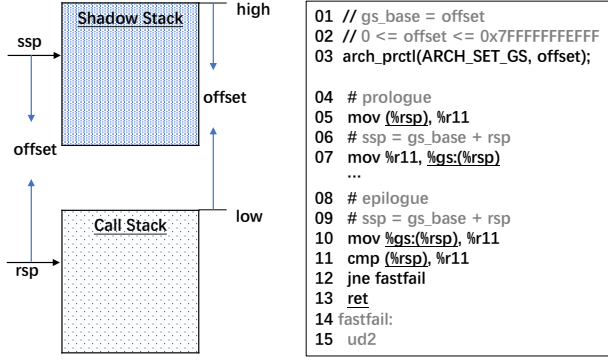 Shadow Stack
high
ssp
offset
offset
low
Call Stack
rsp
01 // gs_base = offset
02 // 0 <= offset <= 0x7FFFFFFFEFFF
03 arch_prctl(ARCH_SET_GS, offset);
04 # prologue
05 mov (%rsp), %r11
06 # ssp = gs_base + rsp
07 mov %r11, %gs:(%rsp)
...
08 # epilogue
09 # ssp = gs_base + rsp
10 mov %gs:(%rsp), %r11
11 cmp (%rsp), %r11
12 jne fastfail
13 ret
14 fastfail:
15 ud2